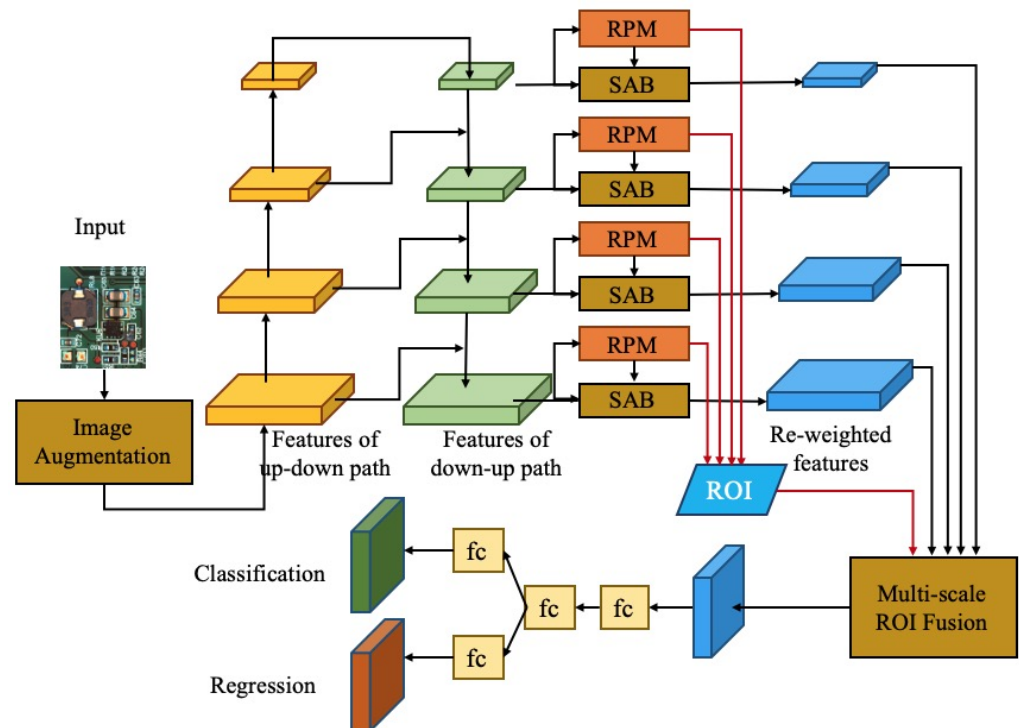 RPM
SAB
RPM
SAB
Input
RPM
SAB
RPM
SAB
Image
Augmentation
Features of
up-down path
Features of
down-up path
Re-weighted
features
ROI
Classification
fc
fc
fc
Multi-scale
ROI Fusion
fc
Regression